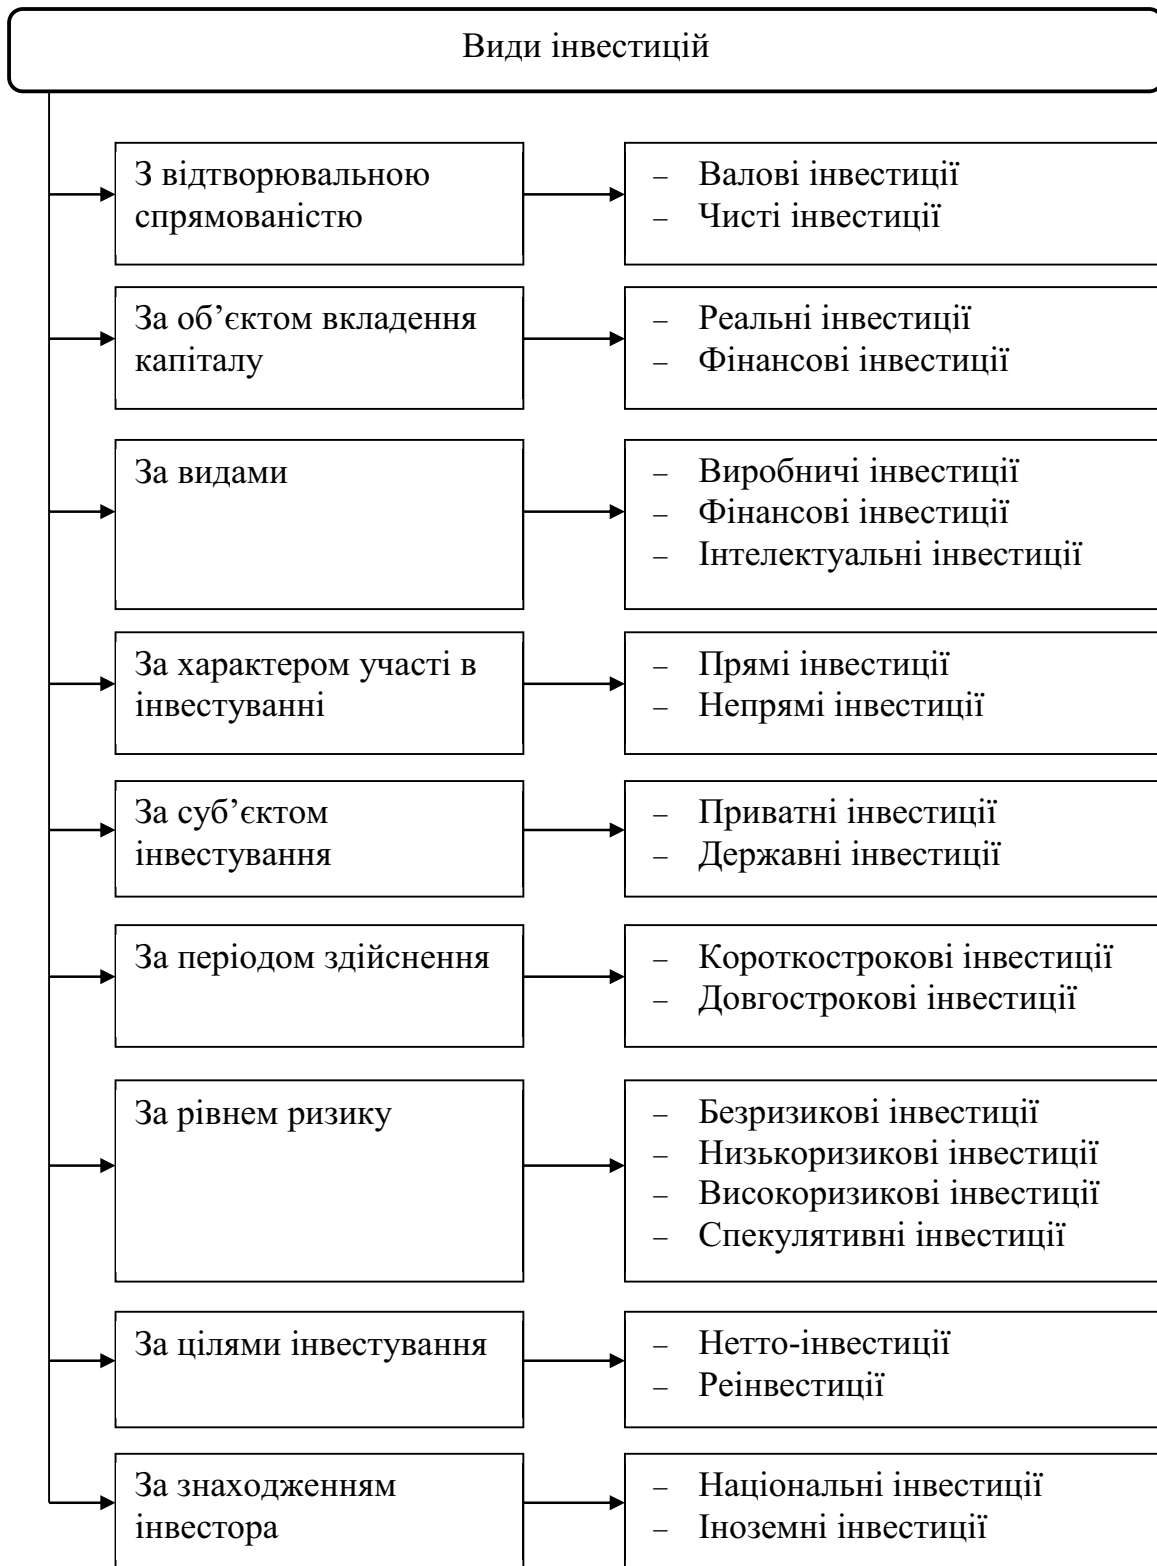 Види інвестицій
З відтворювальною
спрямованістю
– Валові інвестиції
– Чисті інвестиції
За об’єктом вкладення
капіталу
– Реальні інвестиції
– Фінансові інвестиції
За видами
– Виробничі інвестиції
– Фінансові інвестиції
– Інтелектуальні інвестиції
За характером участі в
інвестуванні
– Прямі інвестиції
– Непрямі інвестиції
За суб’єктом
інвестування
– Приватні інвестиції
– Державні інвестиції
За періодом здійснення
– Короткострокові інвестиції
– Довгострокові інвестиції
За рівнем ризику
– Безризикові інвестиції
– Низькоризикові інвестиції
– Високоризикові інвестиції
– Спекулятивні інвестиції
За цілями інвестування
– Нетто-інвестиції
– Реінвестиції
За знаходженням
інвестора
– Національні інвестиції
– Іноземні інвестиції